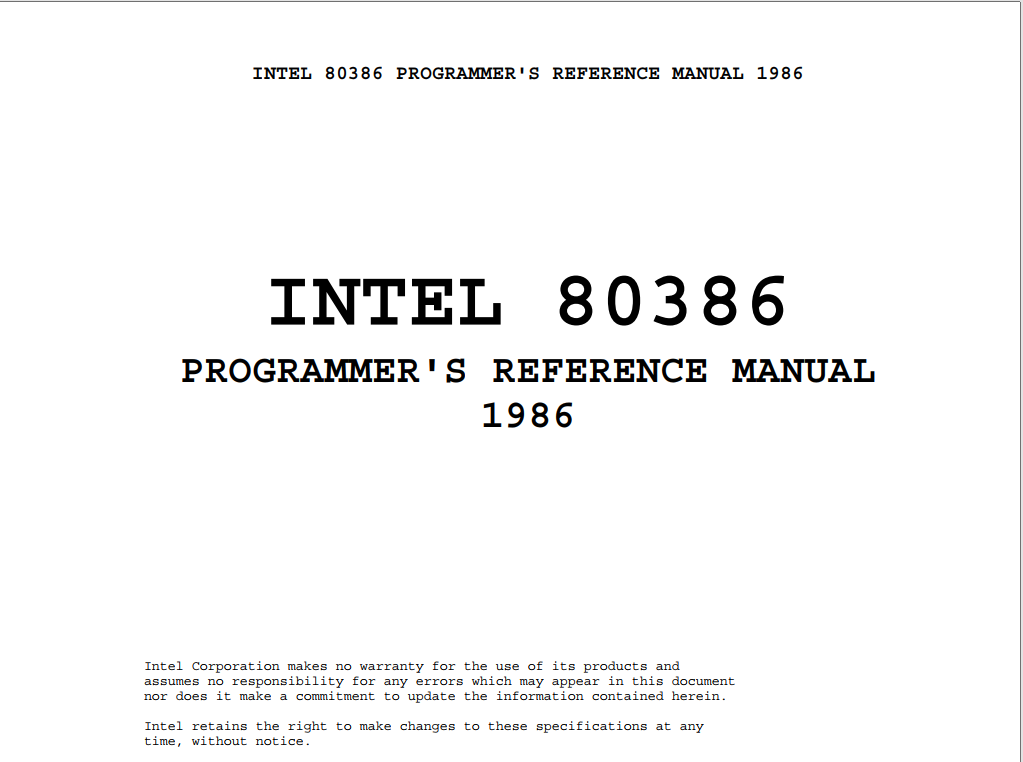 INTEL 80386 PROGRAMMER'S REFERENCE MANUAL 1986
INTEL 80386
PROGRAMMER'S REFERENCE MANUAL
1986
Intel Corporation makes no warranty for the use of its products and
assumes no responsibility for any errors which may appear in this document
nor does it make a commitment to update the information contained herein.
Intel retains the right to make changes to these specifications at any
time, without notice.